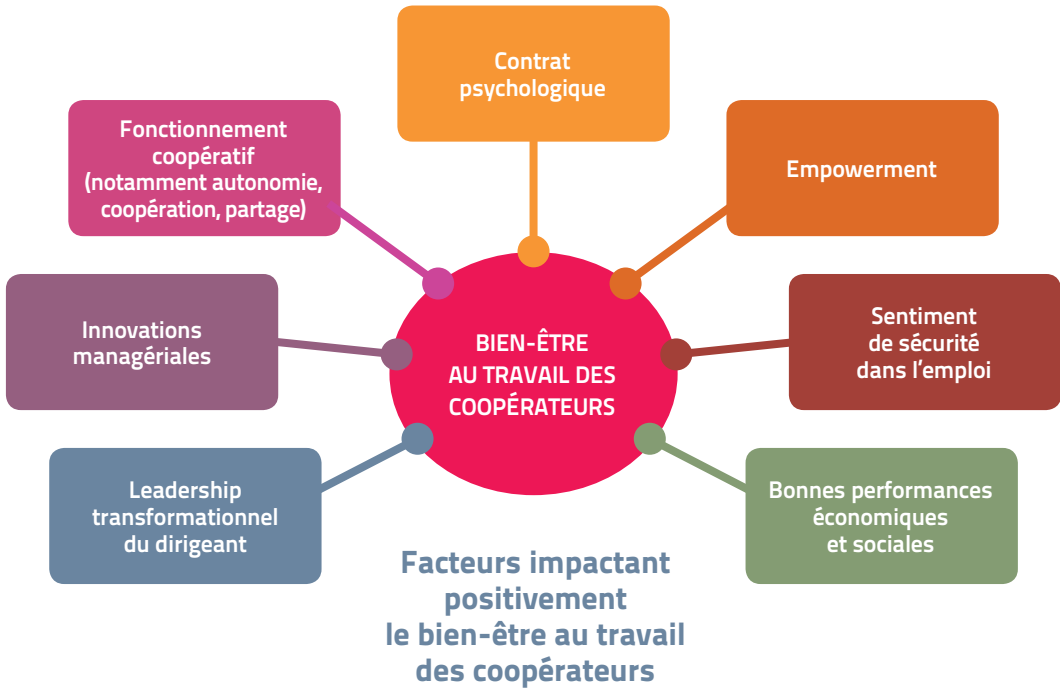 Contrat
psychologique
Fonctionnement
coopératif
(notamment autonomie,
coopération, partage)
Empowerment
Innovations
managériales
BIEN-ÊTRE
AU TRAVAIL DES
COOPÉRATEURS
Sentiment
de sécurité
dans l'emploi
Leadership
transformationnel
du dirigeant
Bonnes performances
économiques
et sociales
Facteurs impactant
positivement
le bien-être au travail
des coopérateurs